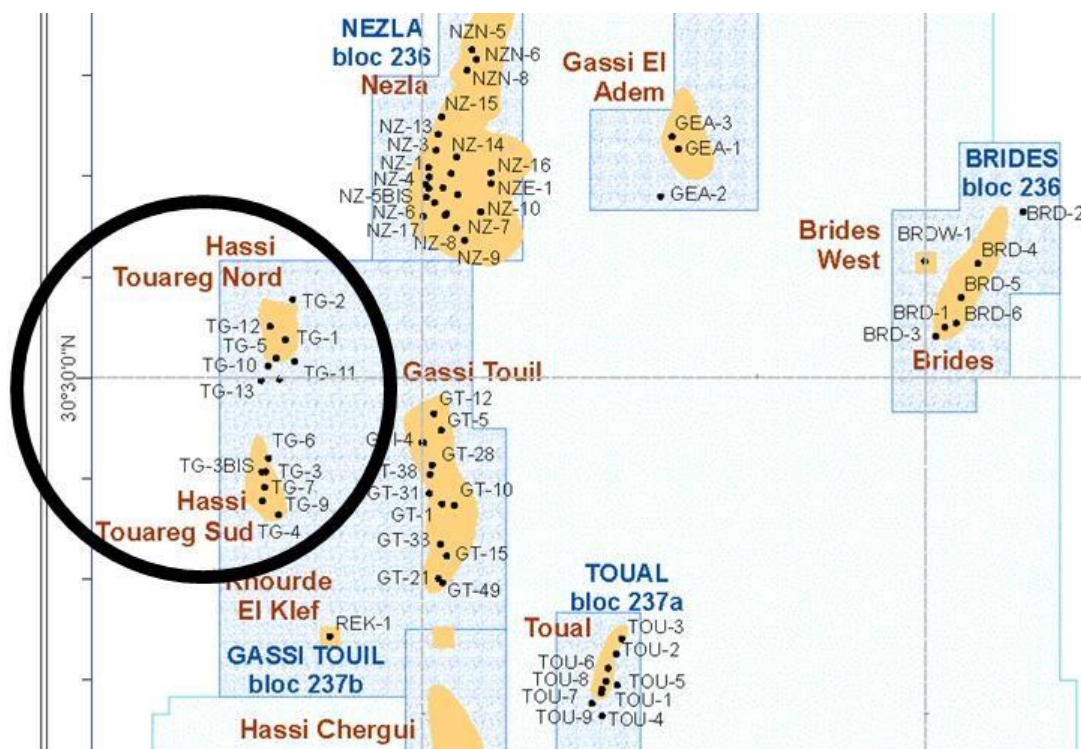 NEZLA
bloc 236
Nezla
NZN-5
NZN-6
NZN-8
NZ-15
NZ-13
NZ-3
NZ-14
NZ-1
NZ-16
NZ-4
NZE-1
NZ-5BIS
NZ-10
NZ-6
NZ-7
NZ-17
NZ-8
NZ-9
Gassi El
Adem
GEA-3
GEA-1
GEA-2
BRIDES
bloc 236
BRD-2
Brides
West
BRDW-1
BRD-4
BRD-5
BRD-1
BRD-6
BRD-3
Brides
Hassi
Touareg Nord
TG-2
TG-12
TG-1
TG-5
TG-10
TG-11
TG-13
30°30'0"N
TG-6
TG-3BIS
TG-3
TG-7
TG-9
TG-4
Hassi
Touareg Sud
Gassi Touil
GT-12
GT-5
GT-28
GT-31
GT-10
GT-1
GT-33
GT-15
GT-21
GT-49
El Klef
REK-1
GASSI TOUIL
bloc 237b
Hassi Chergui
TOUAL
bloc 237a
Toual
TOU-3
TOU-2
TOU-6
TOU-8
TOU-5
TOU-7
TOU-1
TOU-9
TOU-4